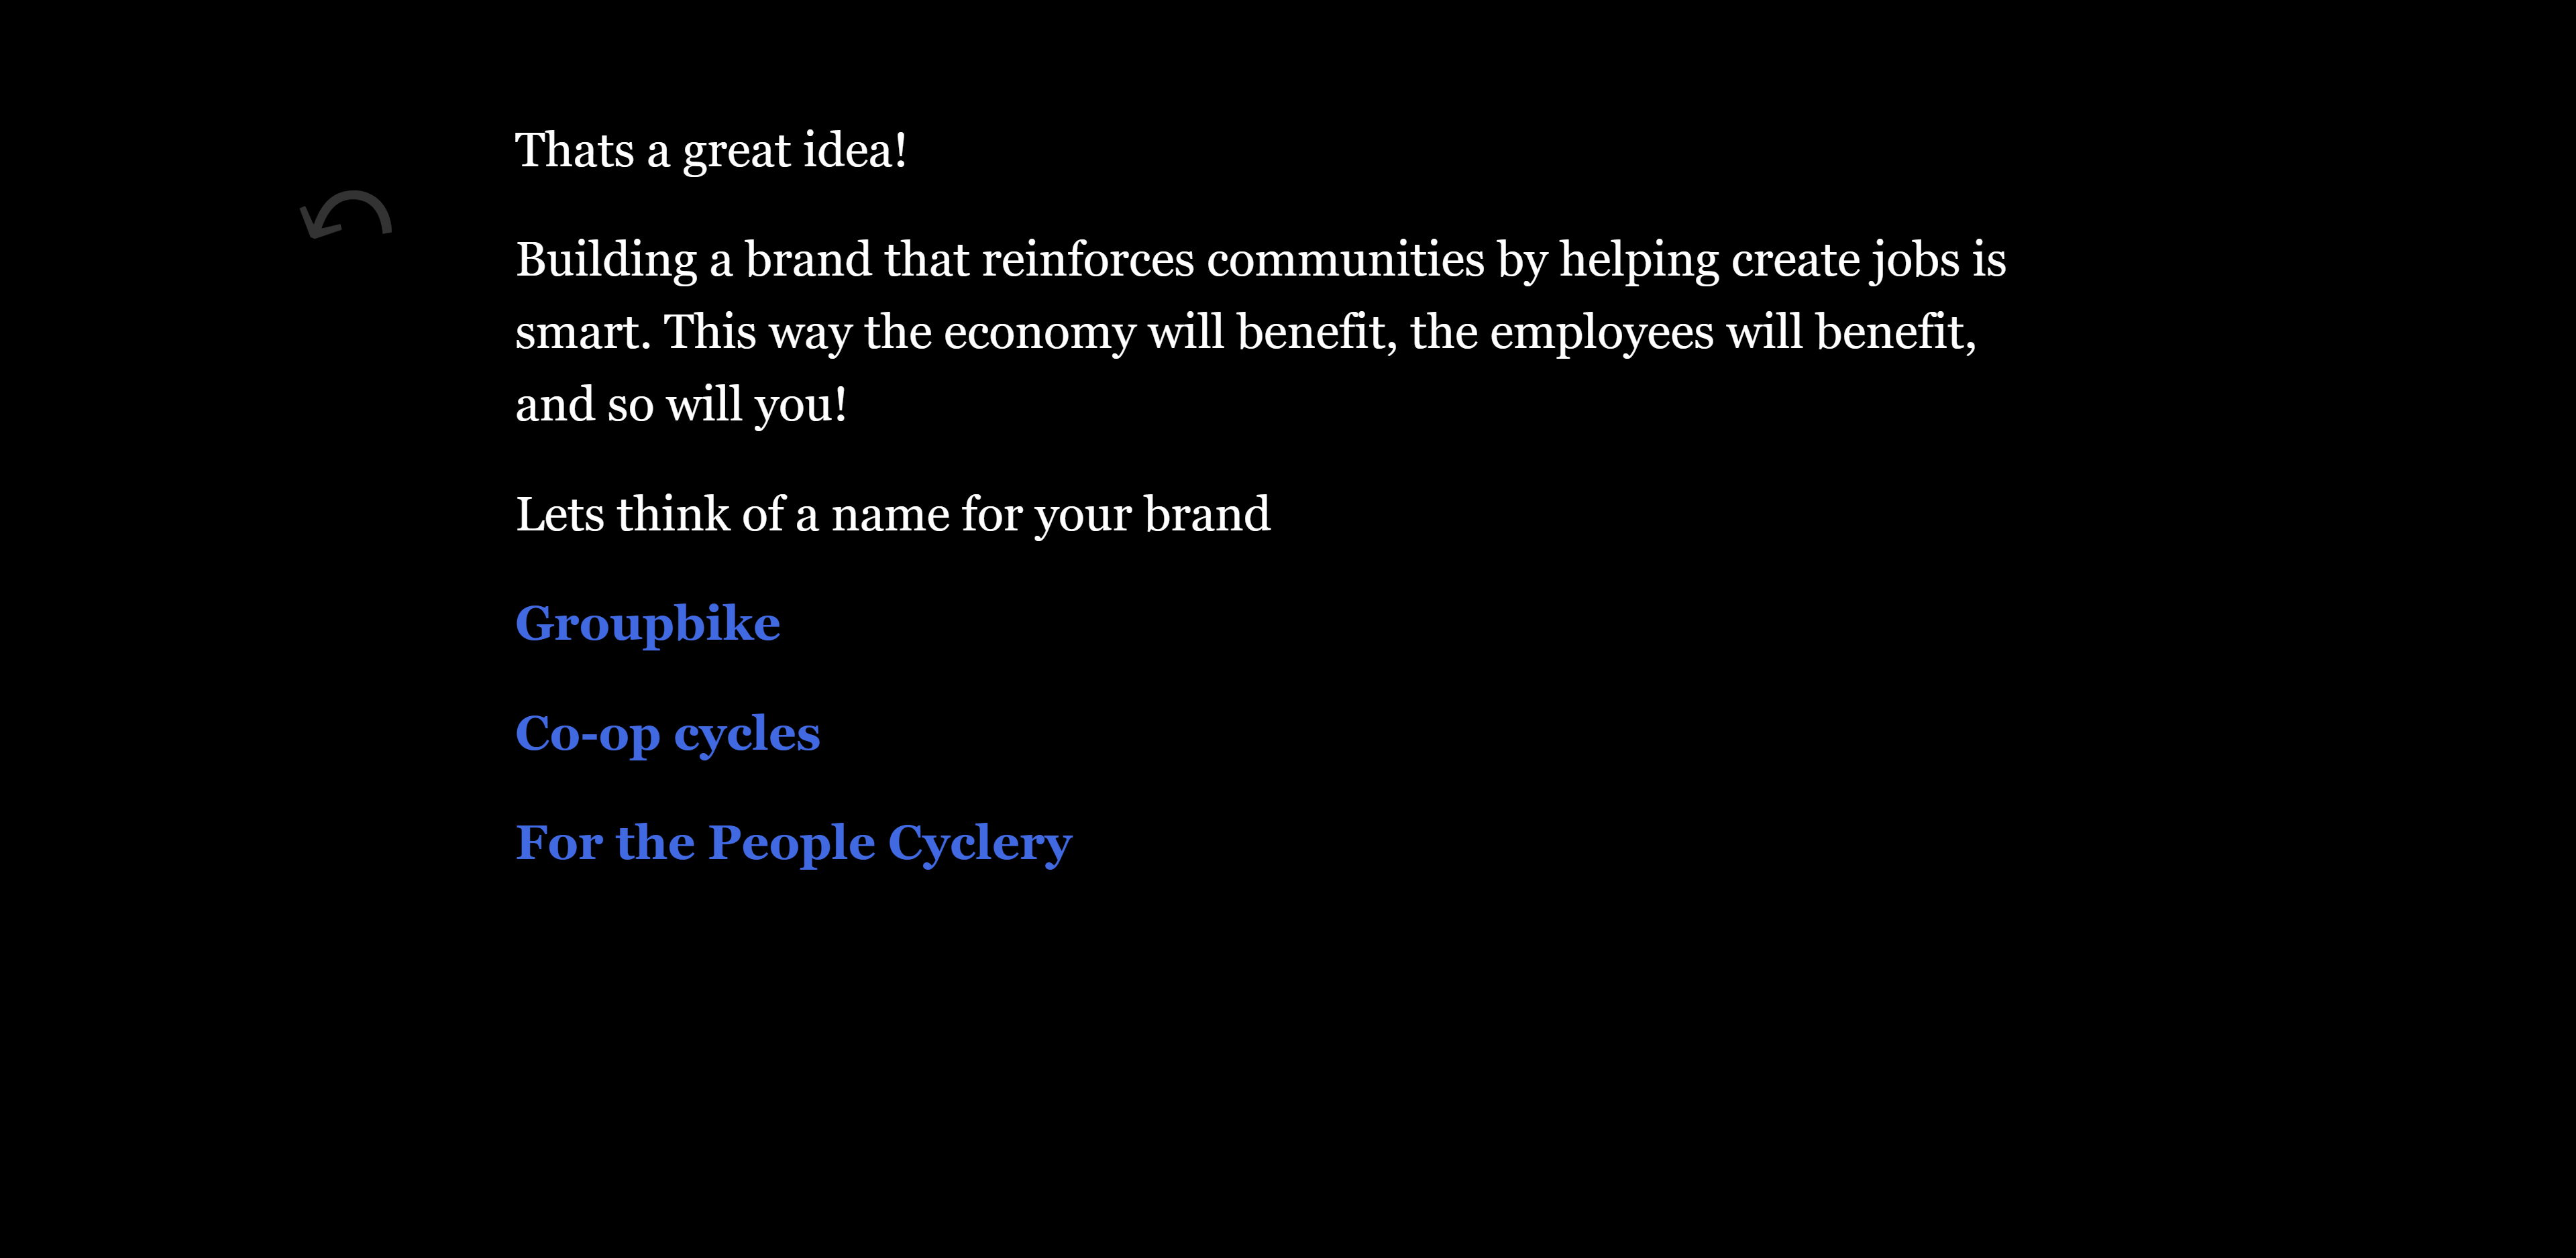 Thats a great idea!
Building a brand that reinforces communities by helping create jobs is
smart. This way the economy will benefit, the employees will benefit,
and so will you!
Lets think of a name for your brand
Groupbike
Co-op cycles
For the People Cyclery